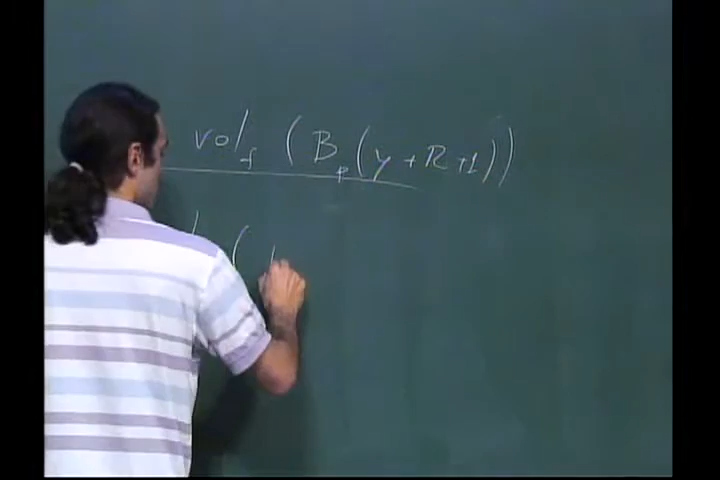 vol_f (B_p(γ + R + 1))
(